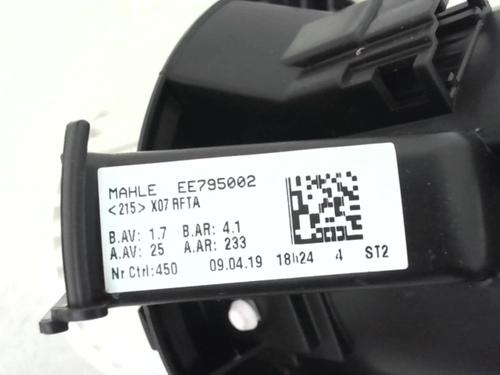 MAHLE EE795002
<215> X07 RFTA
B.AV: 1.7 B.AR: 4.1
A.AV: 25 A.AR: 233
Nr Ctrl:450 09.04.19 18h24 4 ST2